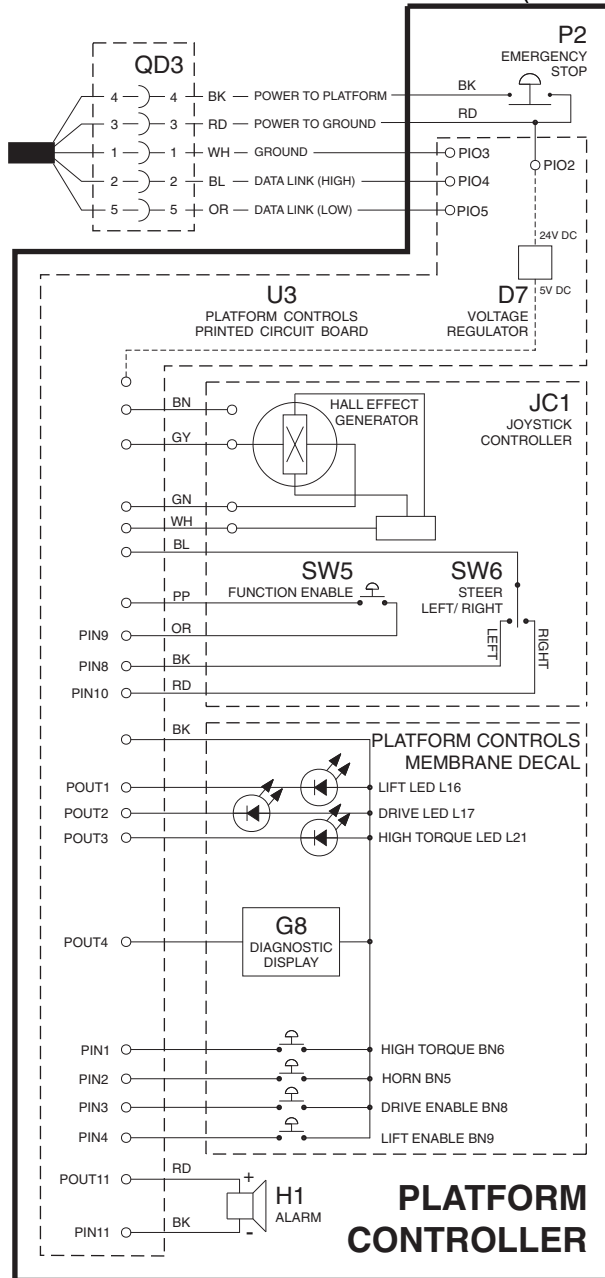 P2
EMERGENCY
STOP
QD3
4 4 BK POWER TO PLATFORM BK
3 3 RD POWER TO GROUND RD
1 1 WH GROUND PIO3 PIO2
2 2 BL DATA LINK (HIGH) PIO4
5 5 OR DATA LINK (LOW) PIO5
24V DC
5V DC
U3
PLATFORM CONTROLS
PRINTED CIRCUIT BOARD
D7
VOLTAGE
REGULATOR
BN
GY
HALL EFFECT
GENERATOR
JC1
JOYSTICK
CONTROLLER
GN
WH
BL
SW5
FUNCTION ENABLE
SW6
STEER
LEFT/ RIGHT
PP
PIN9 OR
LEFT
RIGHT
PIN8 BK
PIN10 RD
BK
PLATFORM CONTROLS
MEMBRANE DECAL
POUT1 LIFT LED L16
POUT2 DRIVE LED L17
POUT3 HIGH TORQUE LED L21
POUT4
G8
DIAGNOSTIC
DISPLAY
PIN1 HIGH TORQUE BN6
PIN2 HORN BN5
PIN3 DRIVE ENABLE BN8
PIN4 LIFT ENABLE BN9
POUT11 RD +
H1
ALARM
PIN11 BK -
PLATFORM
CONTROLLER